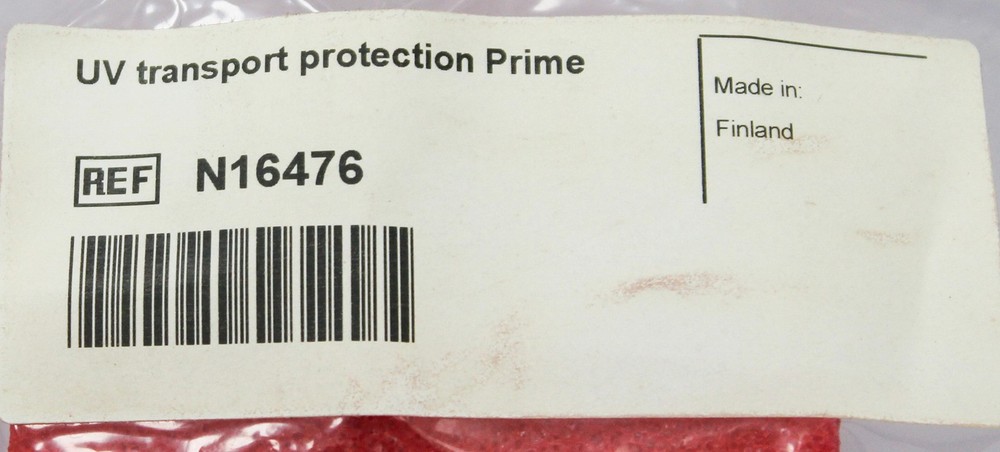 UV transport protection Prime
Made in:
Finland
REF N16476